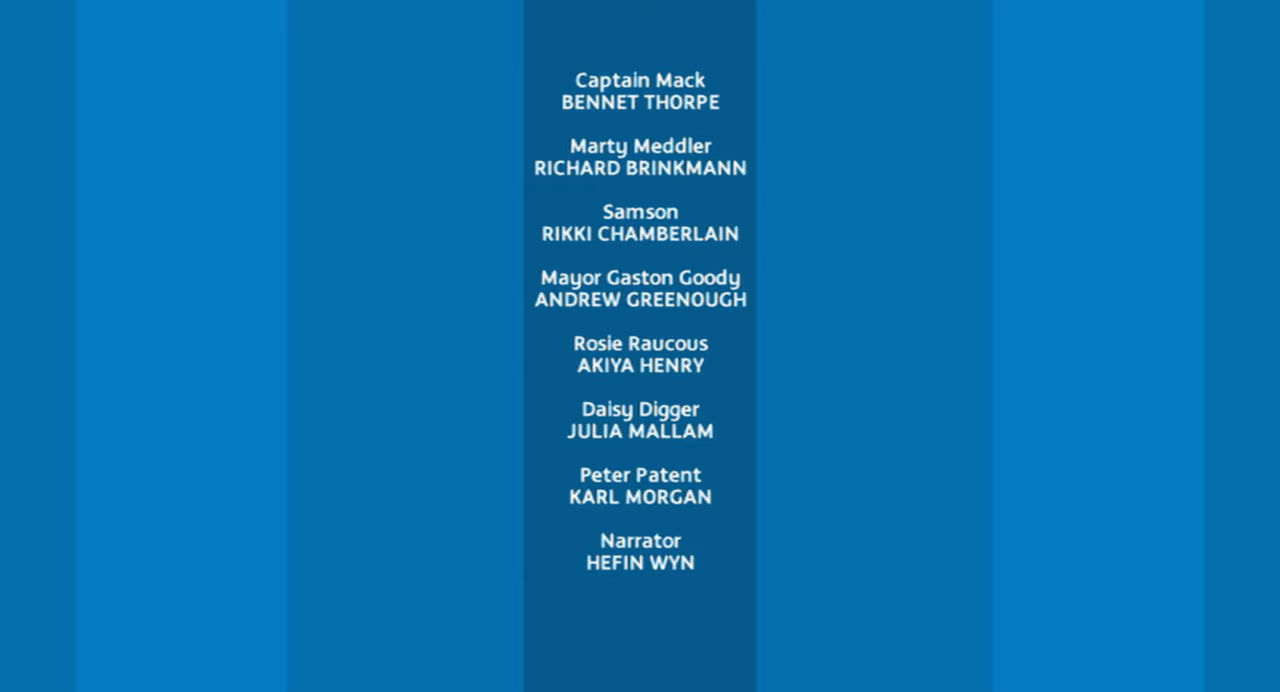 Captain Mack
BENNET THORPE
Marty Meddler
RICHARD BRINKMANN
Samson
RIKKI CHAMBERLAIN
Mayor Gaston Goody
ANDREW GREENOUGH
Rosie Raucous
AKIYA HENRY
Daisy Digger
JULIA MALLAM
Peter Patent
KARL MORGAN
Narrator
HEFIN WYN